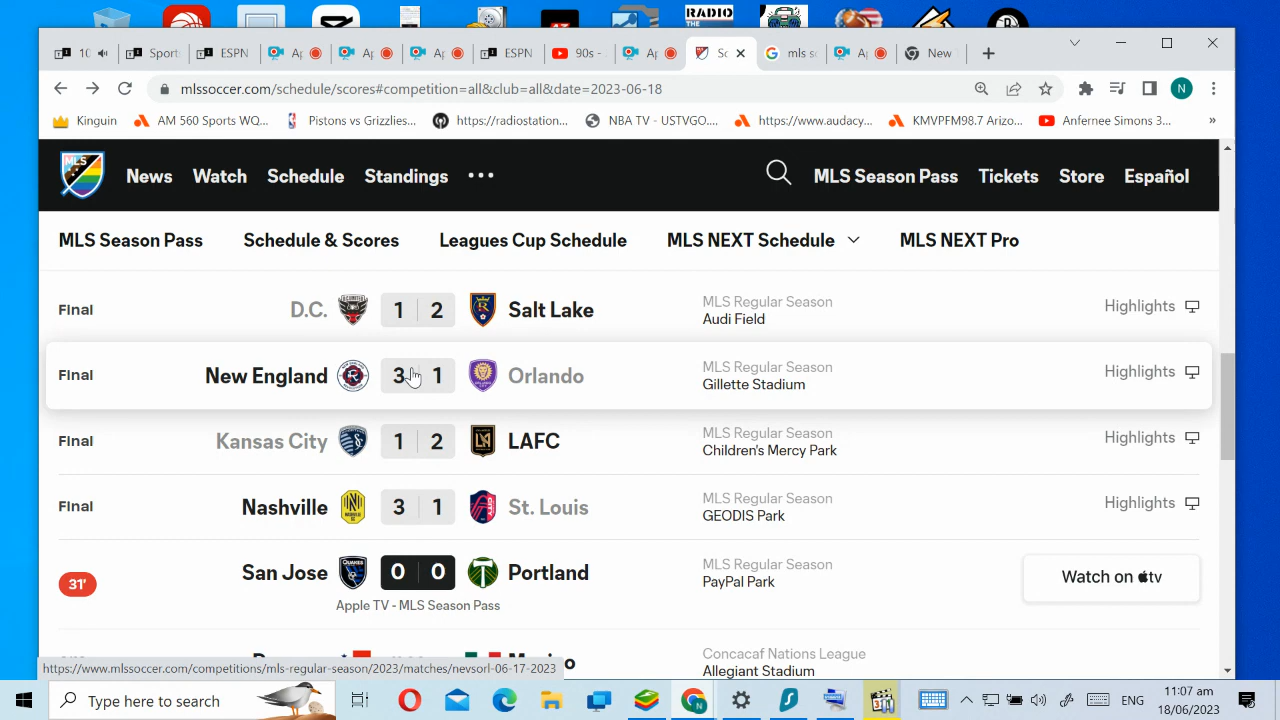 RADIO
THE
10
Sport
ESPN
Ap
Ap
Ap
ESPN
90s -
Ap
Sc
mls sc
Ap
New T
mlssoccer.com/schedule/scores#competition=all&club=all&date=2023-06-18
N
Kinguin
AM 560 Sports WQ...
Pistons vs Grizzlies...
https://radiostation...
NBA TV - USTVGO....
https://www.audacy...
KMVPFM98.7 Arizo...
Anfernee Simons 3...
»
MLS
News
Watch
Schedule
Standings
MLS Season Pass
Tickets
Store
Español
MLS Season Pass
Schedule & Scores
Leagues Cup Schedule
MLS NEXT Schedule
MLS NEXT Pro
Final
D.C.
1
2
Salt Lake
MLS Regular Season
Audi Field
Highlights
Final
New England
3
1
Orlando
MLS Regular Season
Gillette Stadium
Highlights
Final
Kansas City
1
2
LAFC
MLS Regular Season
Children's Mercy Park
Highlights
Final
Nashville
3
1
St. Louis
MLS Regular Season
GEODIS Park
Highlights
31'
San Jose
0
0
Portland
Apple TV - MLS Season Pass
MLS Regular Season
PayPal Park
Watch on tv
Concacaf Nations League
Allegiant Stadium
https://www.mlssoccer.com/competitions/mls-regular-season/2023/matches/nevsorl-06-17-2023
Type here to search
ENG
11:07 am
18/06/2023